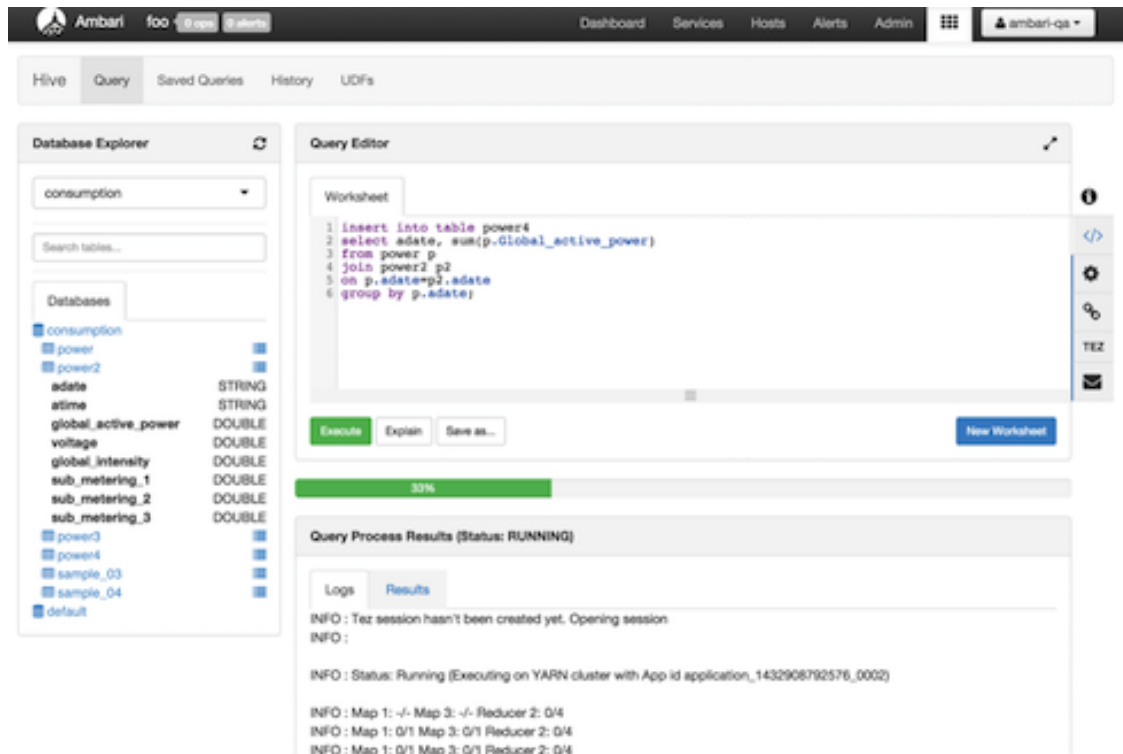 Ambari foo 0 ops 0 alerts Dashboard Services Hosts Alerts Admin ambari-qa
Hive Query Saved Queries History UDFs
Database Explorer
consumption
Search tables...
Databases
consumption
power
power2
adate STRING
atime STRING
global_active_power DOUBLE
voltage DOUBLE
global_intensity DOUBLE
sub_metering_1 DOUBLE
sub_metering_2 DOUBLE
sub_metering_3 DOUBLE
power3
power4
sample_03
sample_04
default
Query Editor
Worksheet
1 insert into table power4
2 select adate, sum(p.Global_active_power)
3 from power p
4 join power2 p2
5 on p.adate=p2.adate
6 group by p.adate;
Execute Explain Save as... New Worksheet
33%
Query Process Results (Status: RUNNING)
Logs Results
INFO : Tez session hasn't been created yet. Opening session
INFO :
INFO : Status: Running (Executing on YARN cluster with App id application_1432908792576_0002)
INFO : Map 1: -/- Map 3: -/- Reducer 2: 0/4
INFO : Map 1: 0/1 Map 3: 0/1 Reducer 2: 0/4
INFO : Map 1: 0/1 Map 3: 0/1 Reducer 2: 0/4